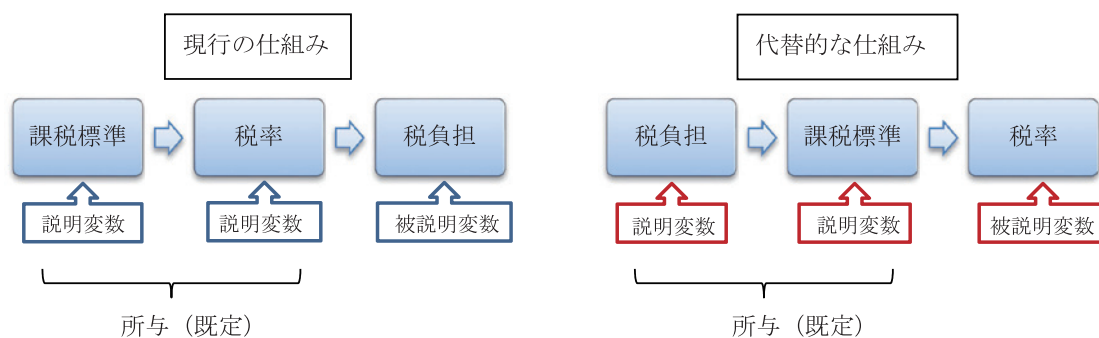 現行の仕組み
課税標準
税率
税負担
説明変数
説明変数
被説明変数
所与（既定）
代替的な仕組み
税負担
課税標準
税率
説明変数
説明変数
被説明変数
所与（既定）